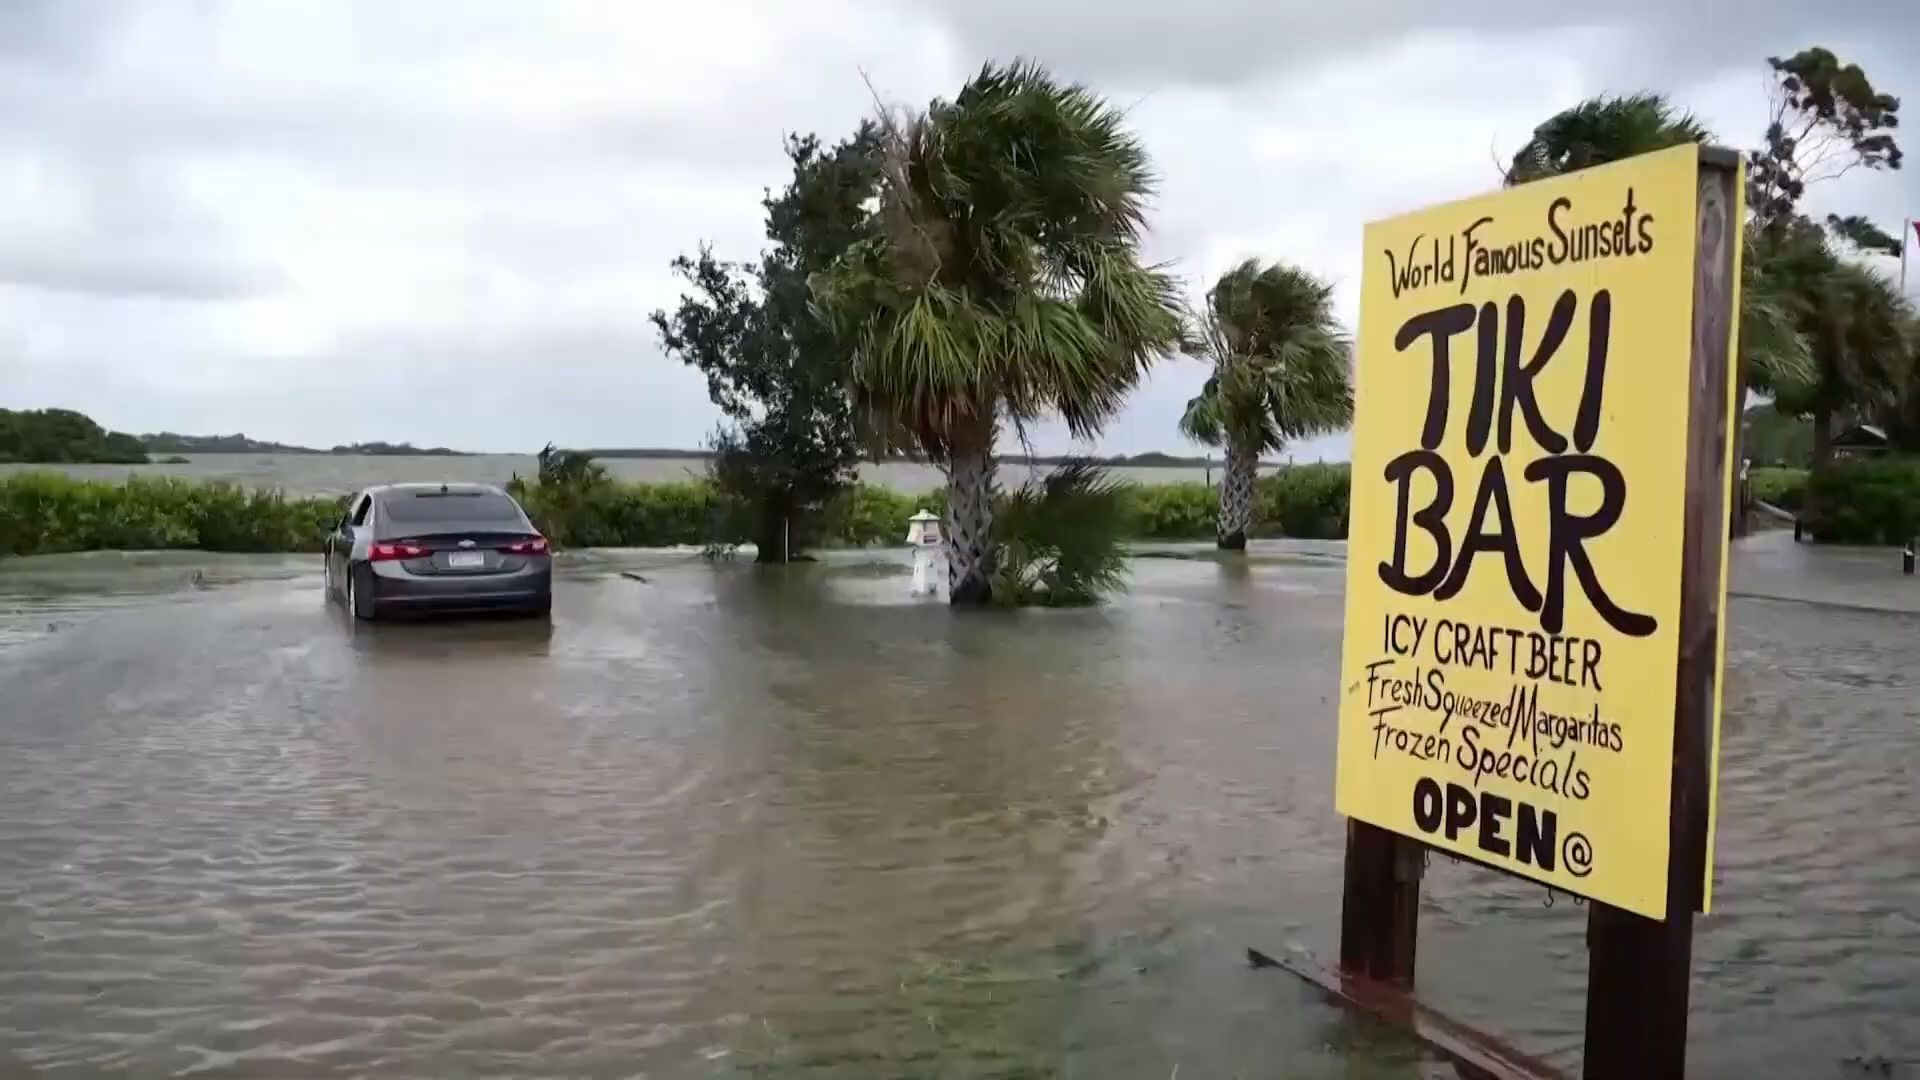 World Famous Sunsets
TIKI
BAR
ICY CRAFT BEER
Fresh Squeezed Margaritas
Frozen Specials
OPEN @